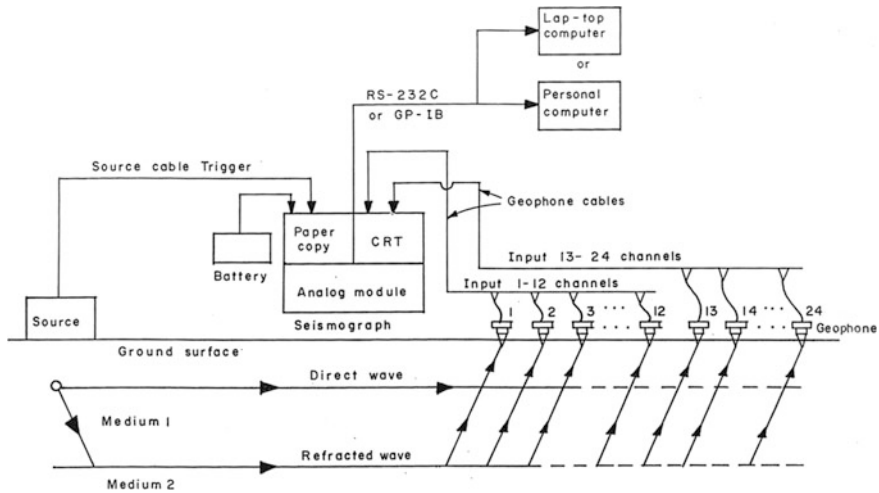 Lap-top
computer
or
Personal
computer
RS-232C
or GP-IB
Source cable Trigger
Geophone cables
Paper
copy
CRT
Battery
Analog module
Seismograph
Input 13-24 channels
Input 1-12 channels
Source
1 2 3 ... 12 13 14 ... 24
Geophone
Ground surface
Direct wave
Medium 1
Refracted wave
Medium 2